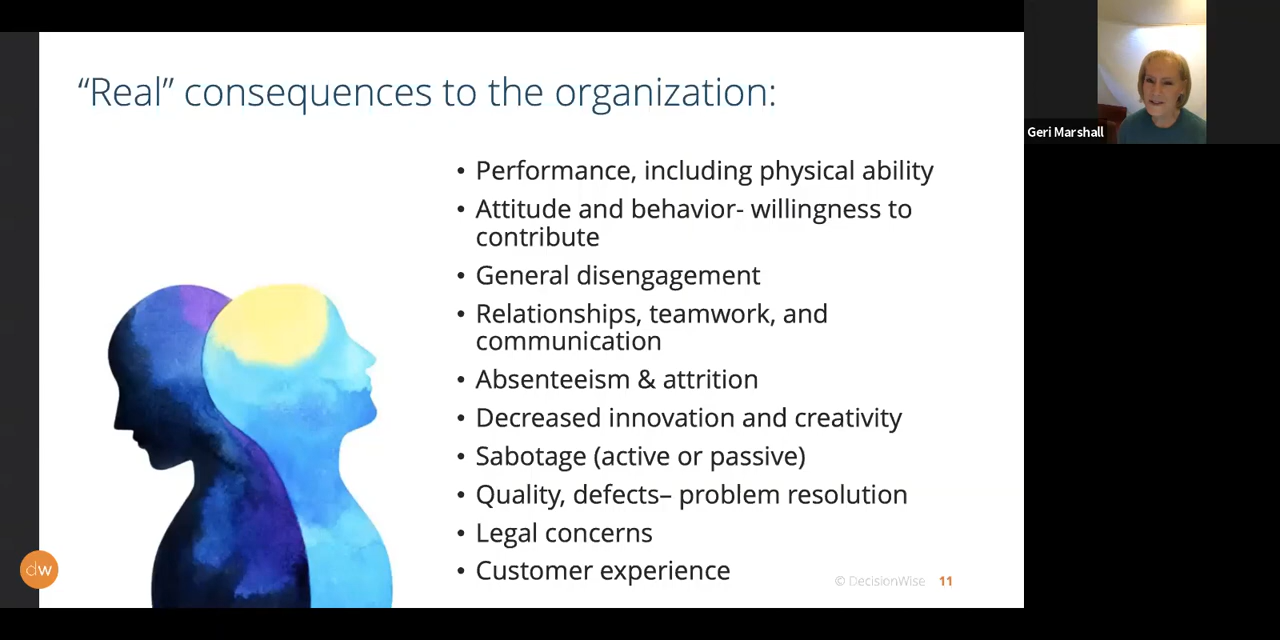 “Real” consequences to the organization:
• Performance, including physical ability
• Attitude and behavior- willingness to
contribute
• General disengagement
• Relationships, teamwork, and
communication
• Absenteeism & attrition
• Decreased innovation and creativity
• Sabotage (active or passive)
• Quality, defects– problem resolution
• Legal concerns
• Customer experience
dw
© DecisionWise 11
Geri Marshall